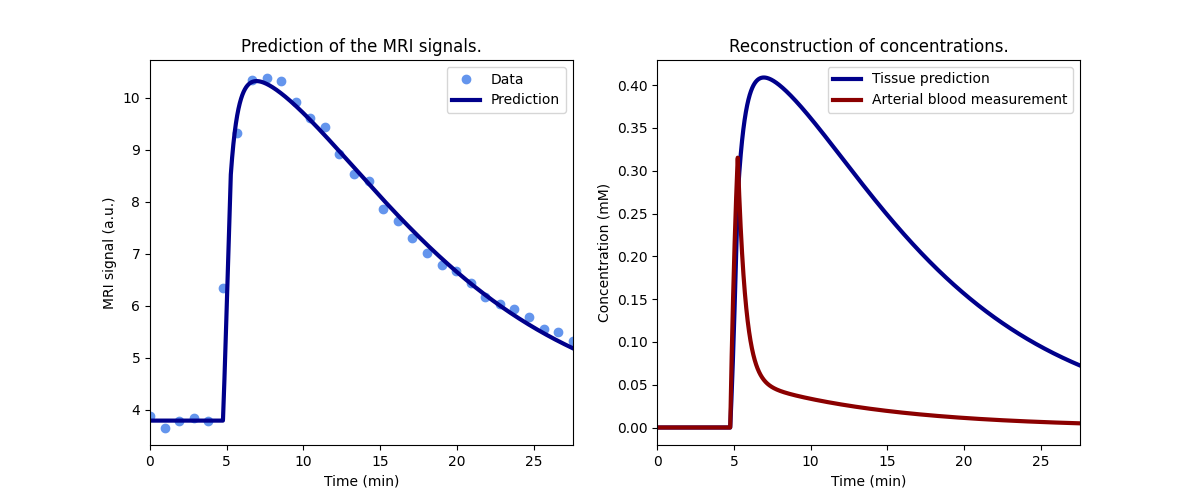 Prediction of the MRI signals.
Data
Prediction
10
9
8
7
6
5
4
MRI signal (a.u.)
0 5 10 15 20 25
Time (min)
Reconstruction of concentrations.
Tissue prediction
Arterial blood measurement
0.40
0.35
0.30
0.25
0.20
0.15
0.10
0.05
0.00
Concentration (mM)
0 5 10 15 20 25
Time (min)